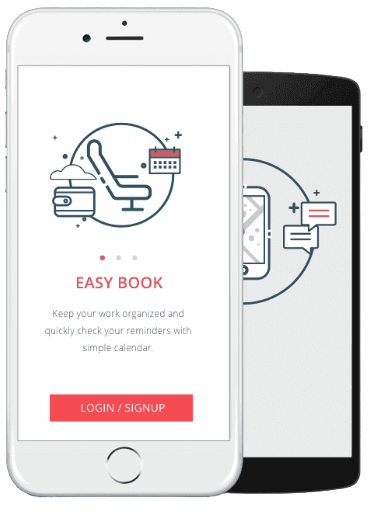 EASY BOOK
Keep your work organized and
quickly check your reminders with
simple calendar.
LOGIN / SIGNUP